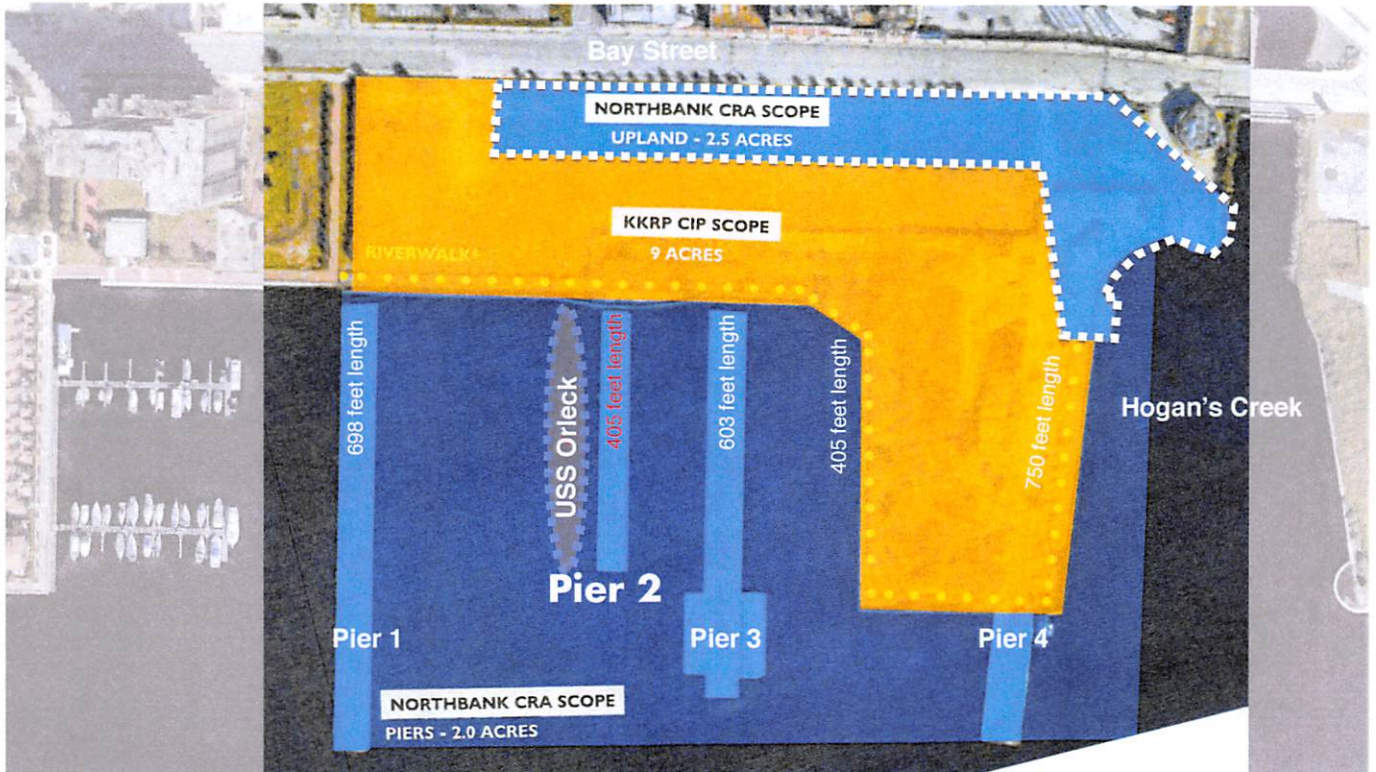 Bay Street
NORTHBANK CRA SCOPE
UPLAND - 2.5 ACRES
KKRP CIP SCOPE
9 ACRES
RIVERWALK
698 feet length
USS Orleck
405 feet length
603 feet length
405 feet length
750 feet length
Hogan's Creek
Pier 2
Pier 1
Pier 3
Pier 4
NORTHBANK CRA SCOPE
PIERS - 2.0 ACRES